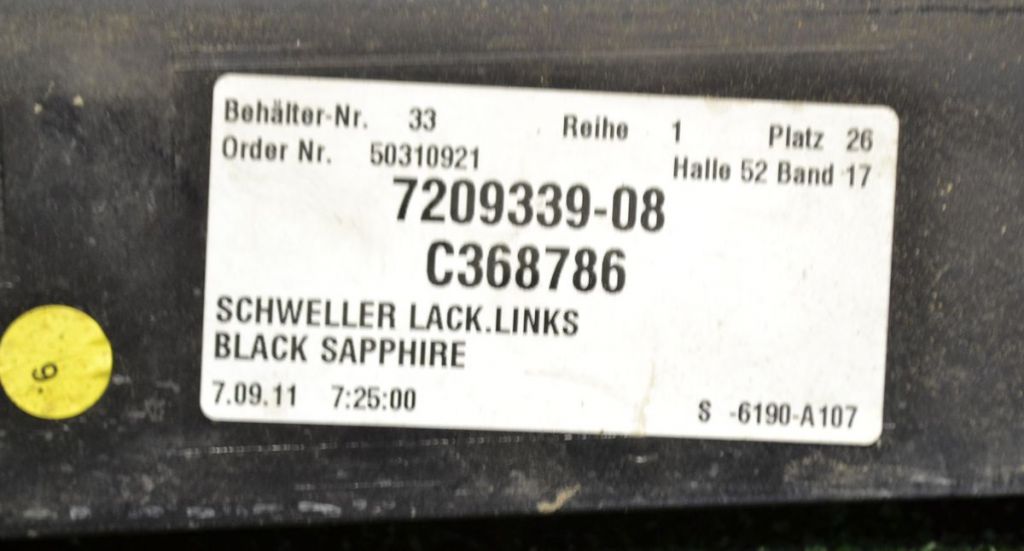 Behälter-Nr. 33 Reihe 1 Platz 26
Order Nr. 50310921 Halle 52 Band 17
7209339-08
C368786
SCHWELLER LACK.LINKS
BLACK SAPPHIRE
7.09.11 7:25:00 S -6190-A107
9.